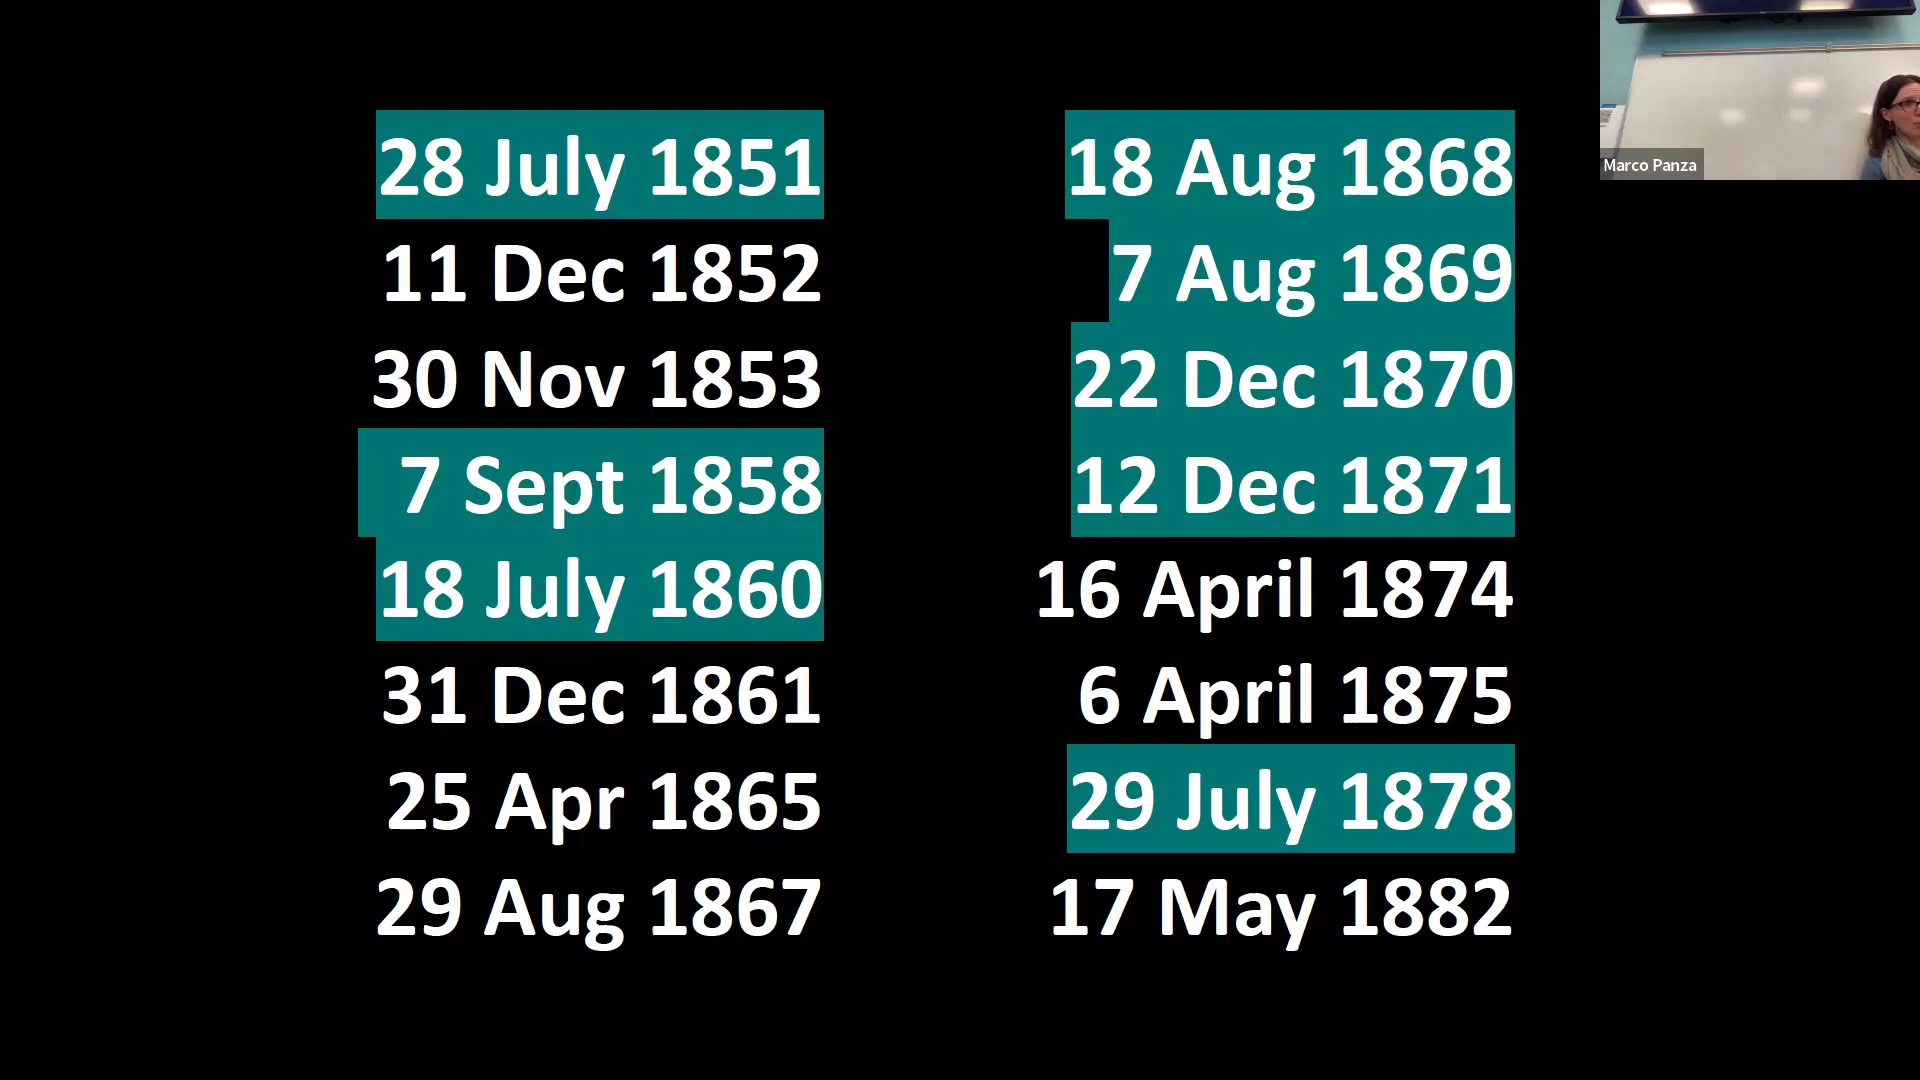 28 July 1851
11 Dec 1852
30 Nov 1853
7 Sept 1858
18 July 1860
31 Dec 1861
25 Apr 1865
29 Aug 1867
18 Aug 1868
7 Aug 1869
22 Dec 1870
12 Dec 1871
16 April 1874
6 April 1875
29 July 1878
17 May 1882
Marco Panza